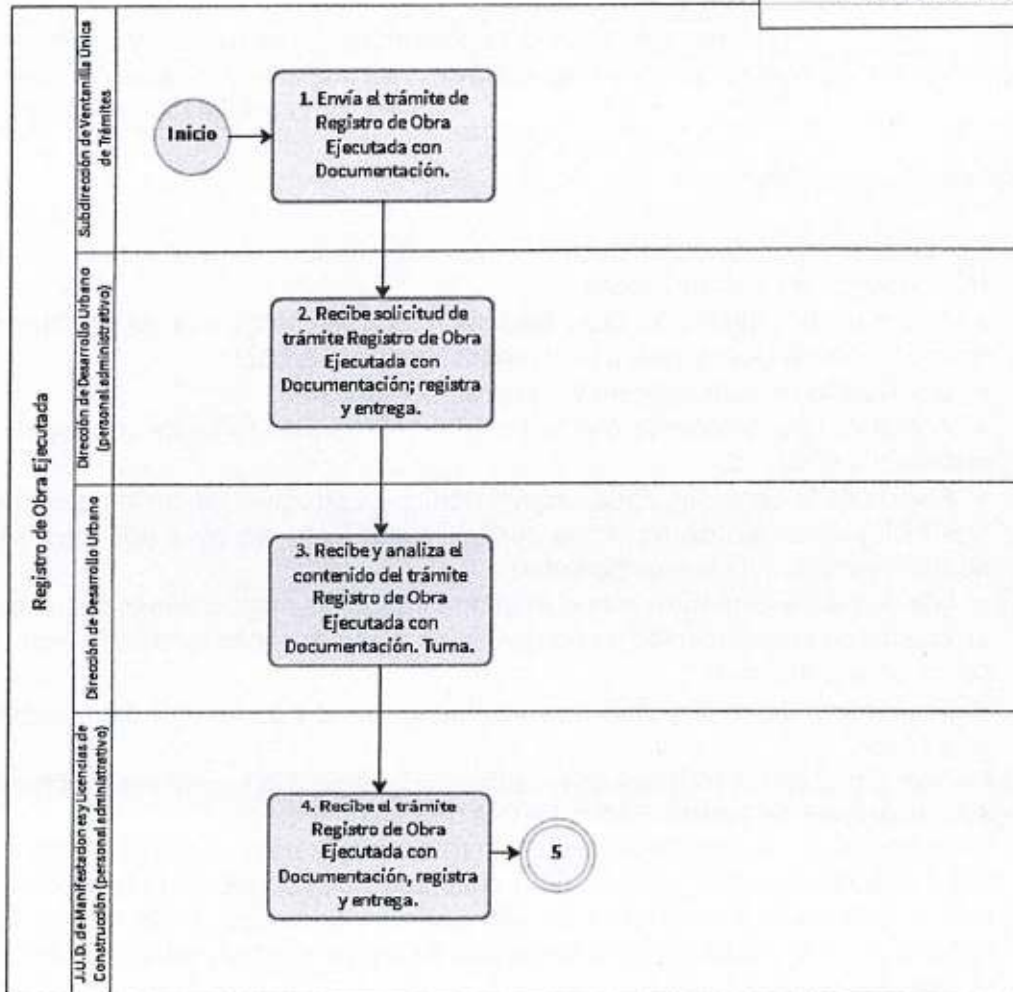 Registro de Obra Ejecutada
Subdirección de Ventanilla Unica
de Trámites
Inicio
1. Envía el trámite de
Registro de Obra
Ejecutada con
Documentación.
Dirección de Desarrollo Urbano
(personal administrativo)
2. Recibe solicitud de
trámite Registro de Obra
Ejecutada con
Documentación; registra
y entrega.
Dirección de Desarrollo Urbano
3. Recibe y analiza el
contenido del trámite
Registro de Obra
Ejecutada con
Documentación. Turna.
J.U.D. de Manifestaciones y Licencias de
Construcción (personal administrativo)
4. Recibe el trámite
Registro de Obra
Ejecutada con
Documentación, registra
y entrega.
5